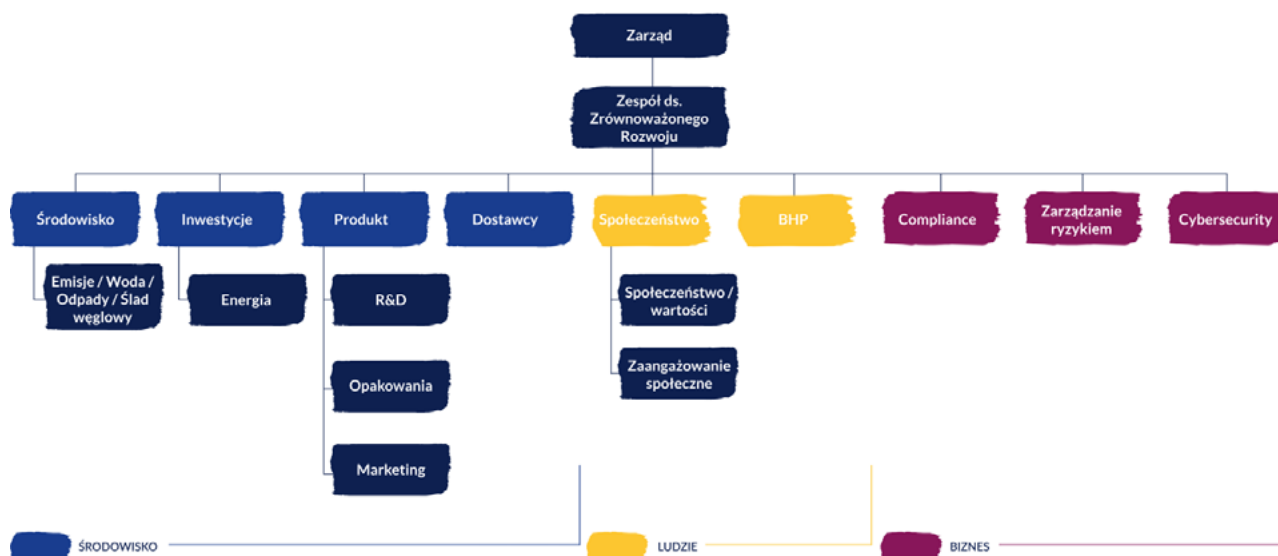 Zarząd
Zespół ds.
Zrównoważonego
Rozwoju
Środowisko
Inwestycje
Produkt
Dostawcy
Społeczeństwo
BHP
Compliance
Zarządzanie
ryzykiem
Cybersecurity
Emisje / Woda /
Odpady / Ślad
węglowy
Energia
R&D
Społeczeństwo /
wartości
Opakowania
Zaangażowanie
społeczne
Marketing
ŚRODOWISKO
LUDZIE
BIZNES